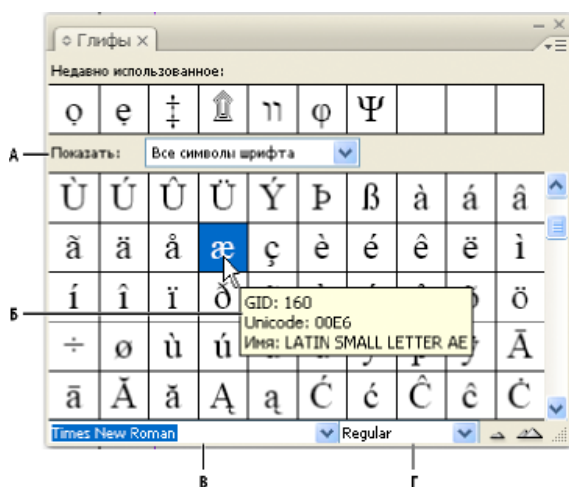 Глифы
Недавно использованное:
ọ ẹ ‡ װ φ Ψ
А
Показать: Все символы шрифта
Ù Ú Û Ü Ý Þ ß à á â
ã ä å æ ç è é ê ë ì
í î ï ð ö
Б
GID: 160
Unicode: 00E6
Имя: LATIN SMALL LETTER AE
÷ ø ù ú Ā
ā Ă ă Ą ą Ć ć Ĉ ĉ Ċ
Times New Roman Regular
В Г